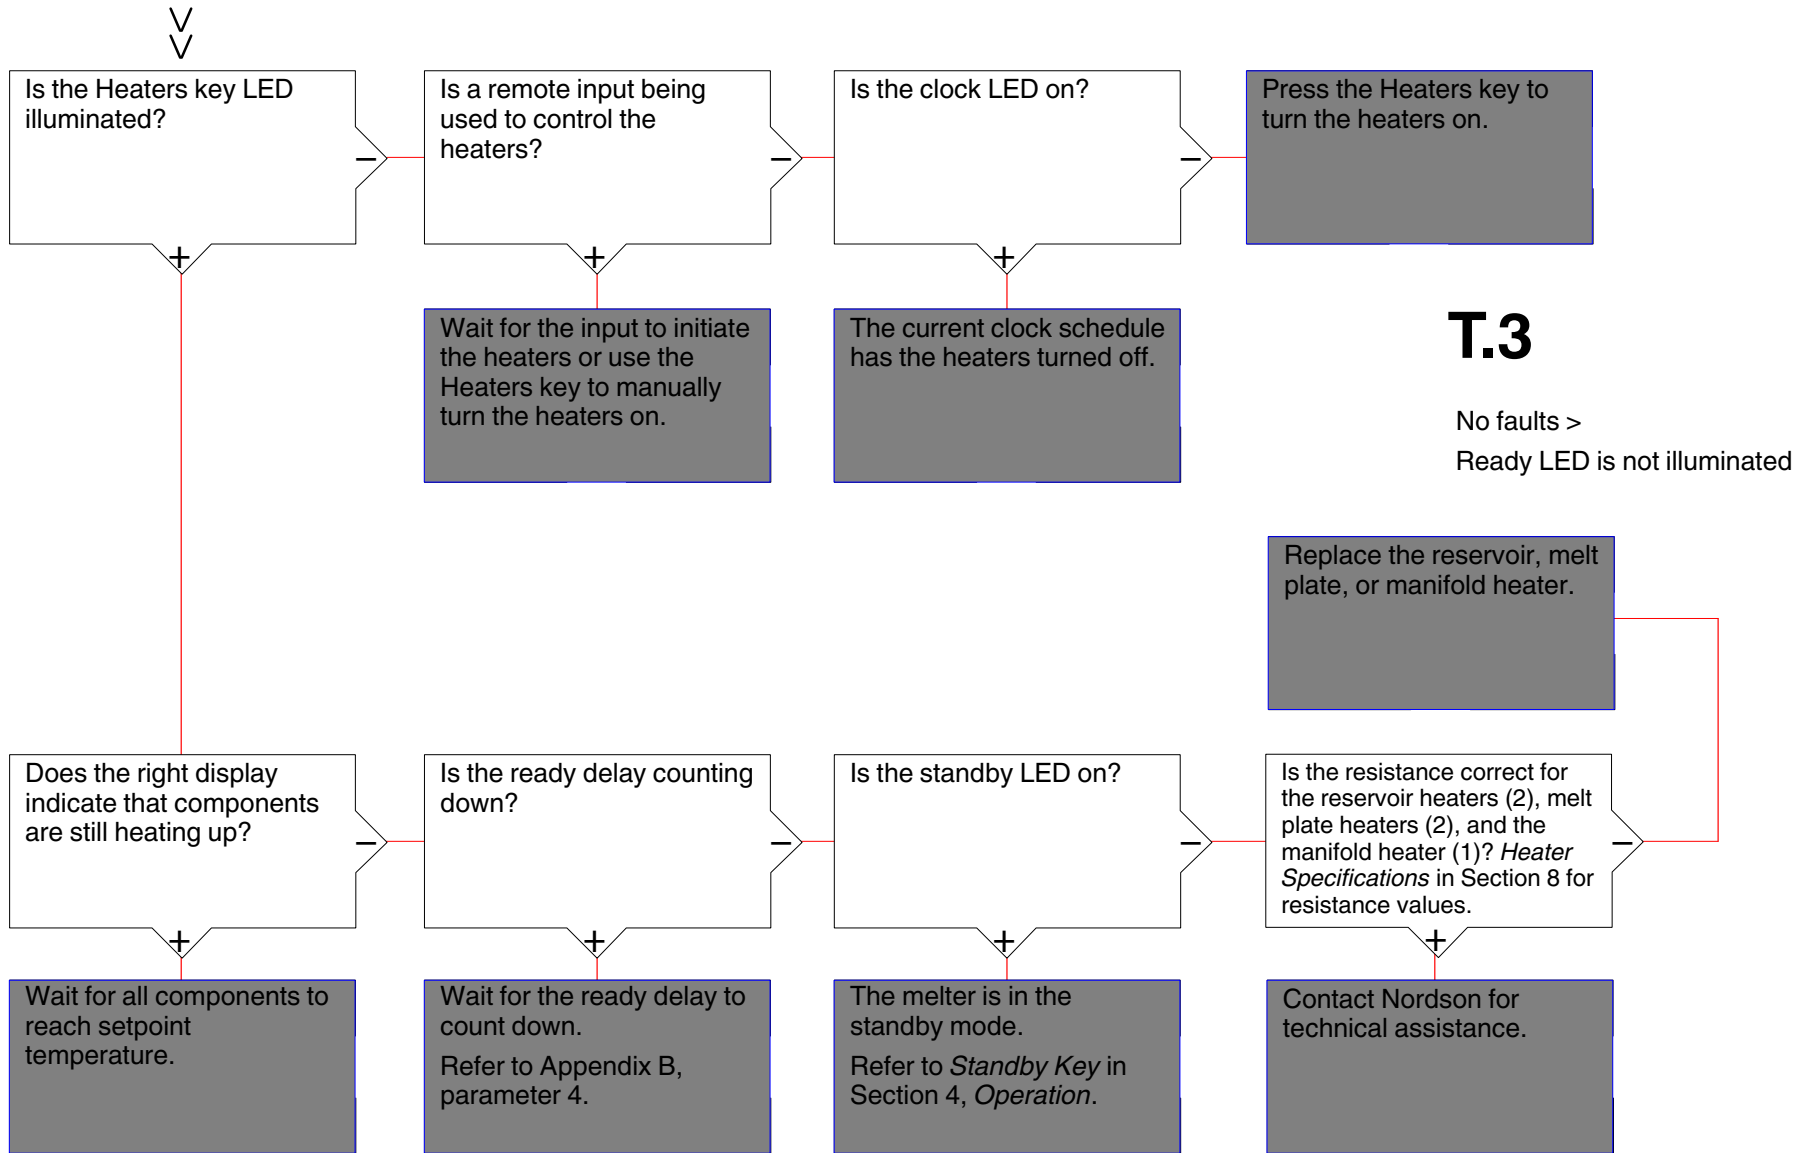 Is the Heaters key LED
illuminated?
–
+
Is a remote input being
used to control the
heaters?
–
+
Is the clock LED on?
–
+
Press the Heaters key to
turn the heaters on.
Wait for the input to initiate
the heaters or use the
Heaters key to manually
turn the heaters on.
The current clock schedule
has the heaters turned off.
T.3
No faults >
Ready LED is not illuminated
Replace the reservoir, melt
plate, or manifold heater.
Does the right display
indicate that components
are still heating up?
–
+
Is the ready delay counting
down?
–
+
Is the standby LED on?
–
+
Is the resistance correct for
the reservoir heaters (2), melt
plate heaters (2), and the
manifold heater (1)? Heater
Specifications in Section 8 for
resistance values.
–
+
Wait for all components to
reach setpoint
temperature.
Wait for the ready delay to
count down.
Refer to Appendix B,
parameter 4.
The melter is in the
standby mode.
Refer to Standby Key in
Section 4, Operation.
Contact Nordson for
technical assistance.